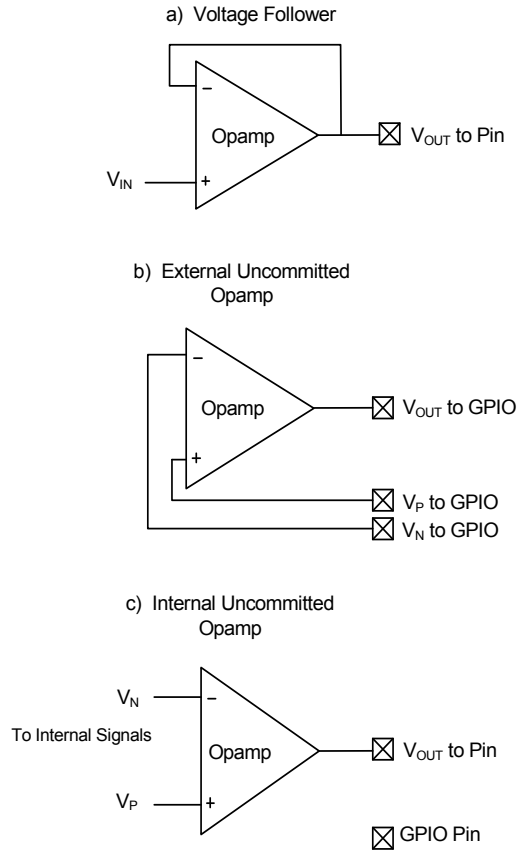 a) Voltage Follower
−
Opamp
V_OUT to Pin
V_IN
+
b) External Uncommitted
Opamp
−
Opamp
V_OUT to GPIO
+
V_P to GPIO
V_N to GPIO
c) Internal Uncommitted
Opamp
V_N
−
To Internal Signals
Opamp
V_OUT to Pin
V_P
+
GPIO Pin